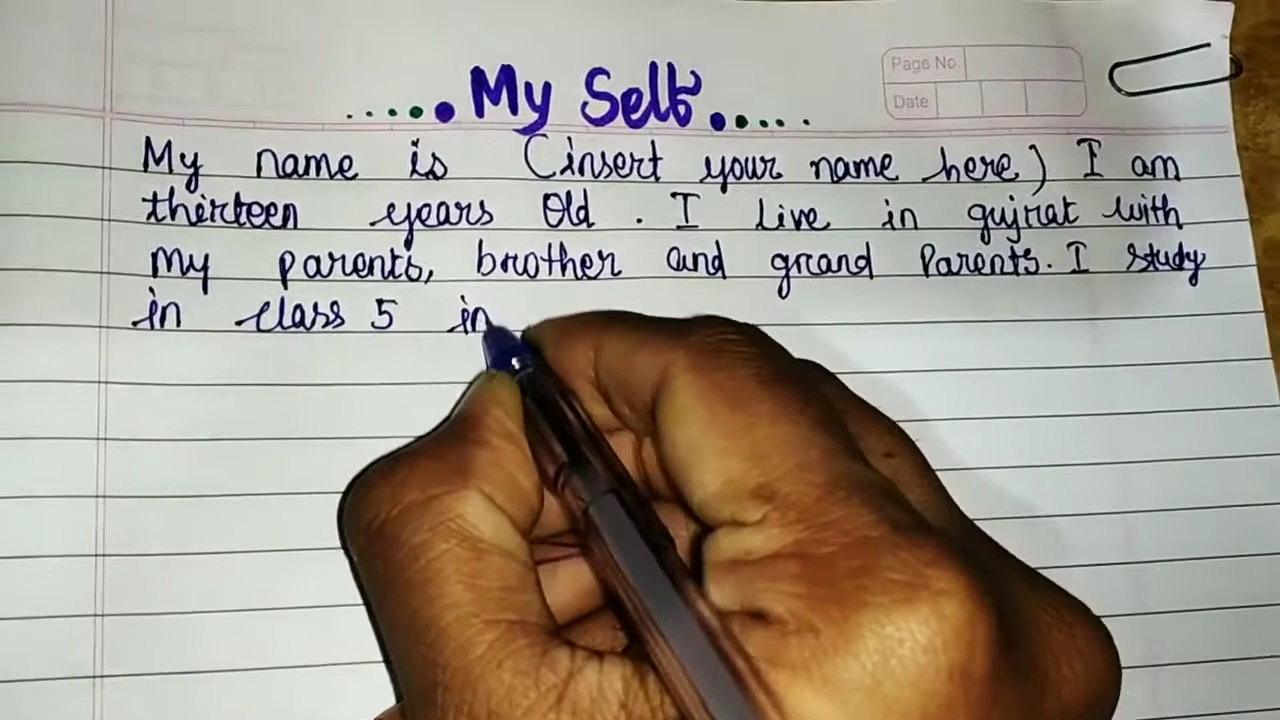 Page No
Date
.....My Self.....
My name is (insert your name here) I am
thirteen years old. I live in gujrat with
My parents, brother and grand Parents. I study
in class 5 in